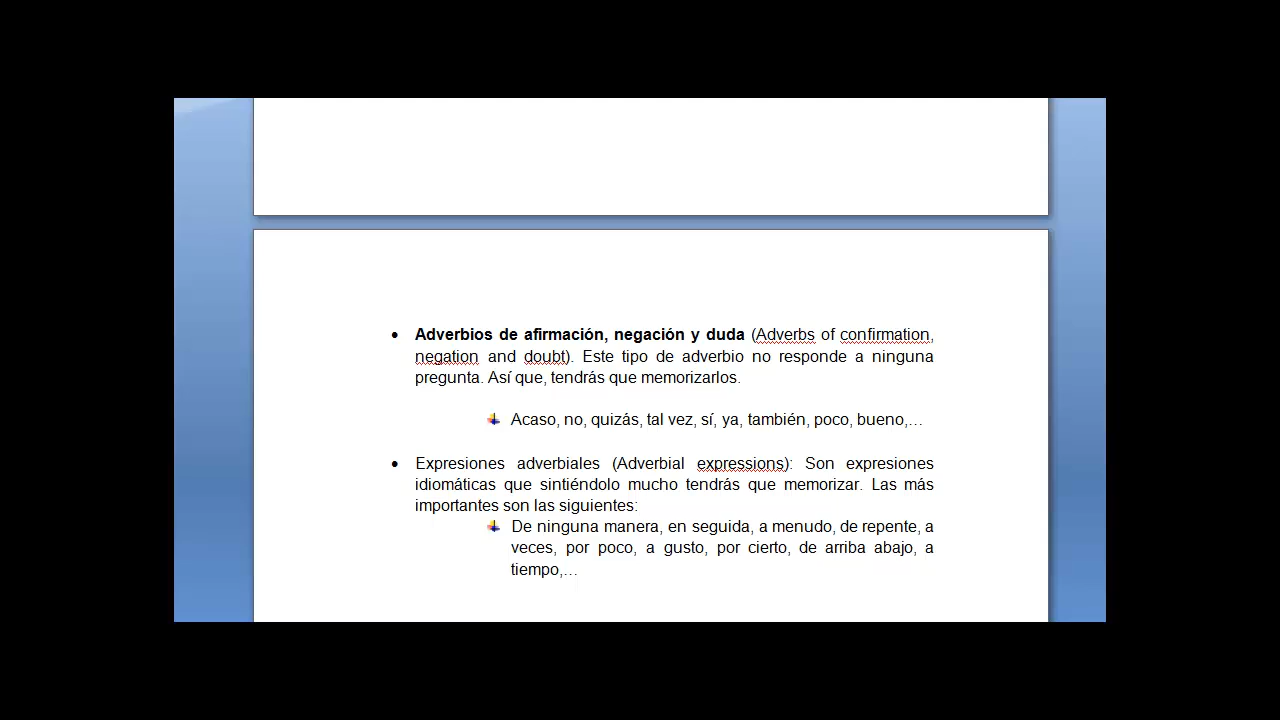 Adverbios de afirmación, negación y duda (Adverbs of confirmation,
negation and doubt). Este tipo de adverbio no responde a ninguna
pregunta. Así que, tendrás que memorizarlos.
Acaso, no, quizás, tal vez, sí, ya, también, poco, bueno,…
Expresiones adverbiales (Adverbial expressions): Son expresiones
idiomáticas que sintiéndolo mucho tendrás que memorizar. Las más
importantes son las siguientes:
De ninguna manera, en seguida, a menudo, de repente, a
veces, por poco, a gusto, por cierto, de arriba abajo, a
tiempo,…